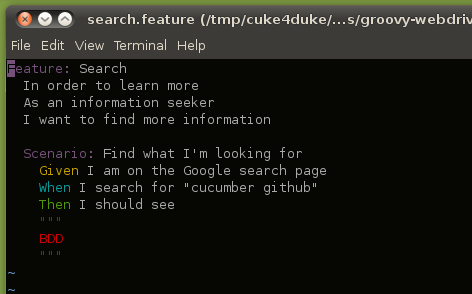 search.feature (/tmp/cuke4duke/...s/groovy-webdriv
File Edit View Terminal Help
Feature: Search
  In order to learn more
  As an information seeker
  I want to find more information

  Scenario: Find what I'm looking for
    Given I am on the Google search page
    When I search for "cucumber github"
    Then I should see
    """
    BDD
    """
~
~